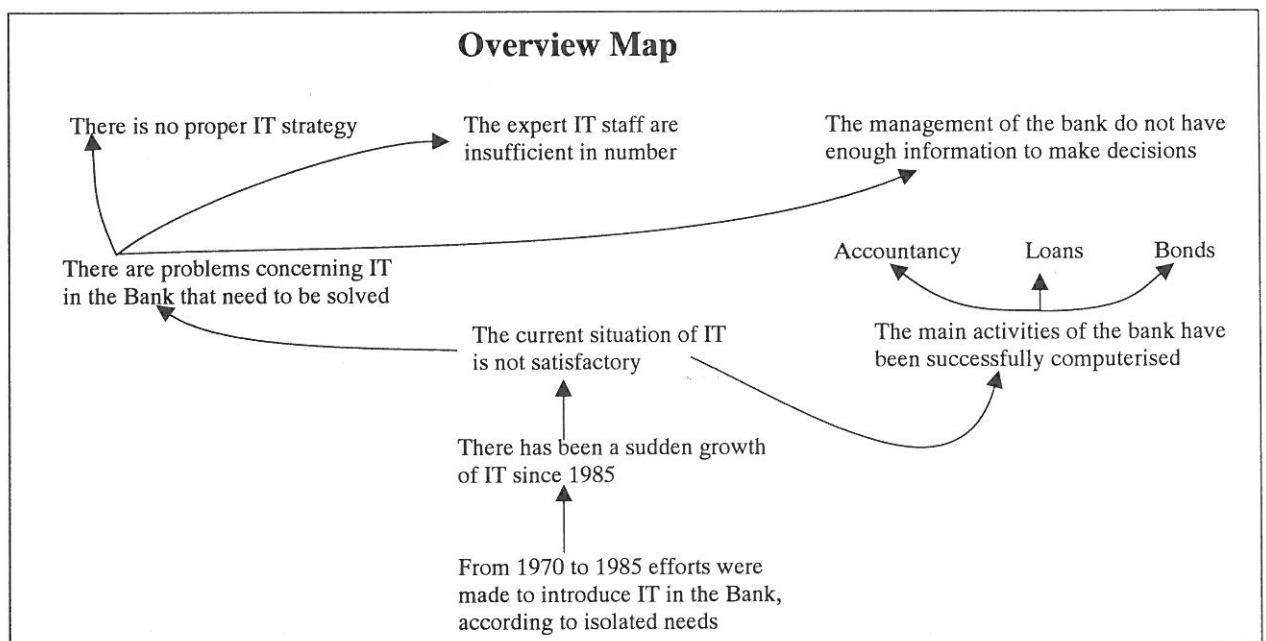 Overview Map
There is no proper IT strategy
The expert IT staff are
insufficient in number
The management of the bank do not have
enough information to make decisions
There are problems concerning IT
in the Bank that need to be solved
Accountancy
Loans
Bonds
The current situation of IT
is not satisfactory
The main activities of the bank have
been successfully computerised
There has been a sudden growth
of IT since 1985
From 1970 to 1985 efforts were
made to introduce IT in the Bank,
according to isolated needs